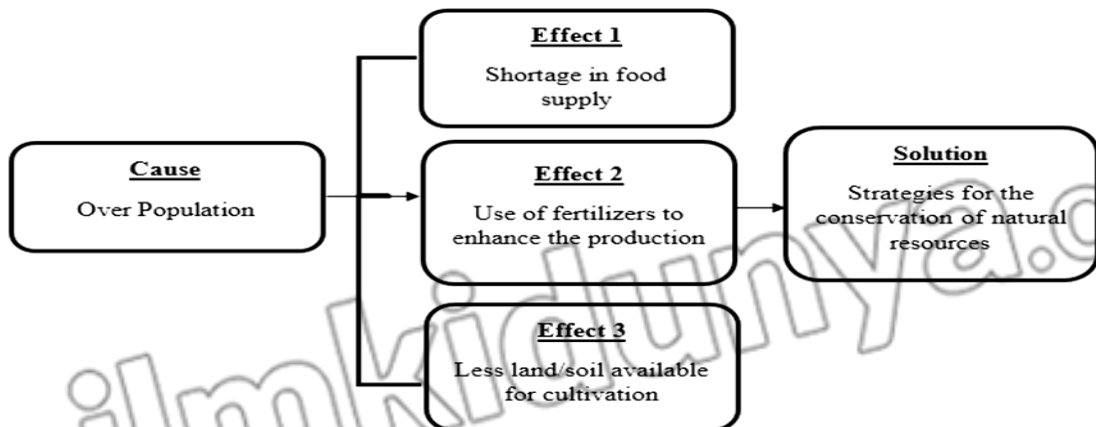 Effect 1
Shortage in food
supply
Cause
Over Population
Effect 2
Use of fertilizers to
enhance the production
Solution
Strategies for the
conservation of natural
resources
Effect 3
Less land/soil available
for cultivation
ilmkidunya.c